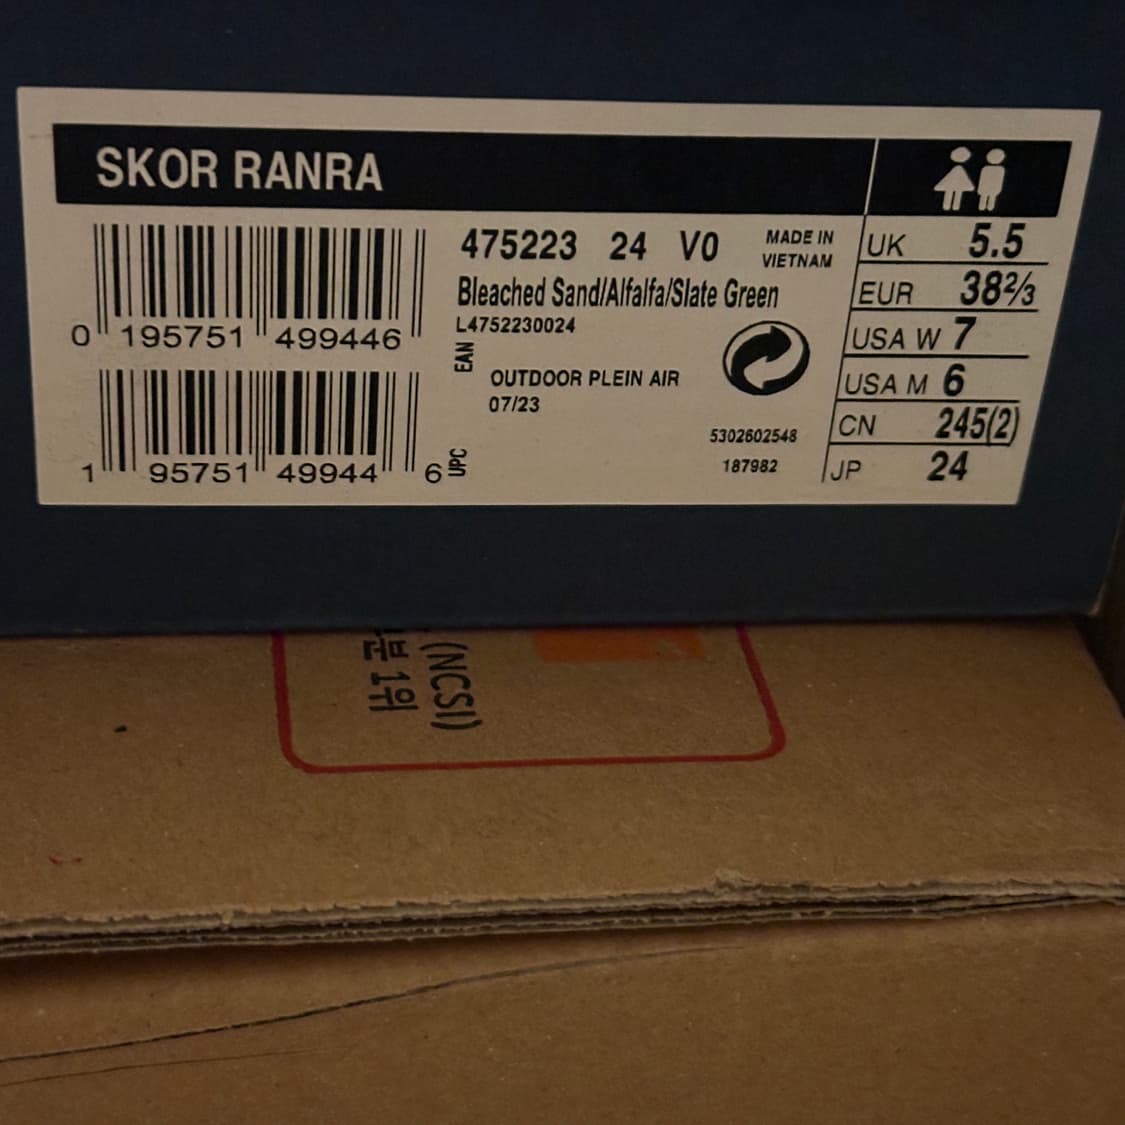 SKOR RANRA
0 195751 499446
EAN
1 95751 49944 6
UPC
475223 24 V0
MADE IN
VIETNAM
Bleached Sand/Alfalfa/Slate Green
L4752230024
OUTDOOR PLEIN AIR
07/23
5302602548
187982
UK 5.5
EUR 38⅔
USA W 7
USA M 6
CN 245(2)
JP 24
(NCSI)
1위